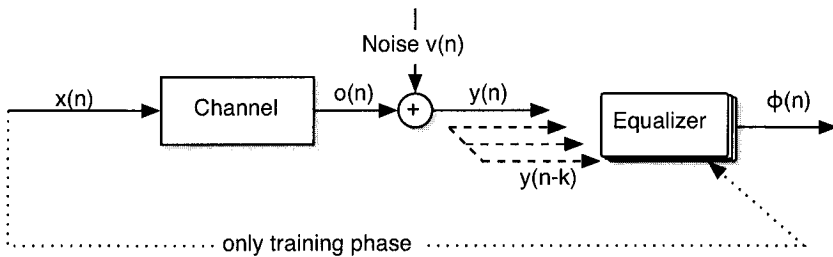 Noise v(n)
x(n)
Channel
o(n)
+
y(n)
Equalizer
ϕ(n)
y(n-k)
only training phase